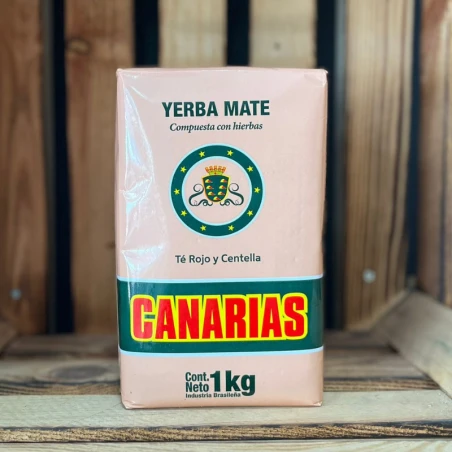 YERBA MATE
Compuesta con hierbas
Té Rojo y Centella
CANARIAS
Cont.
Neto 1kg
Industria Brasileña